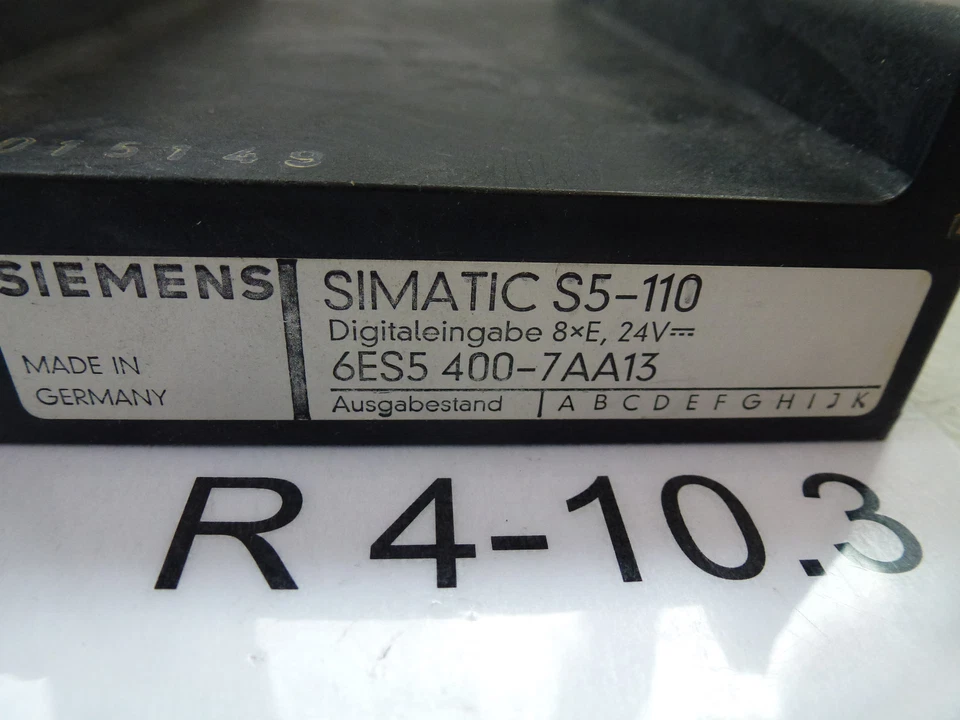 015149
SIEMENS
MADE IN
GERMANY
SIMATIC S5-110
Digitaleingabe 8×E, 24V⎓
6ES5 400-7AA13
Ausgabestand | A B C D E F G H I J K
R 4-10.3